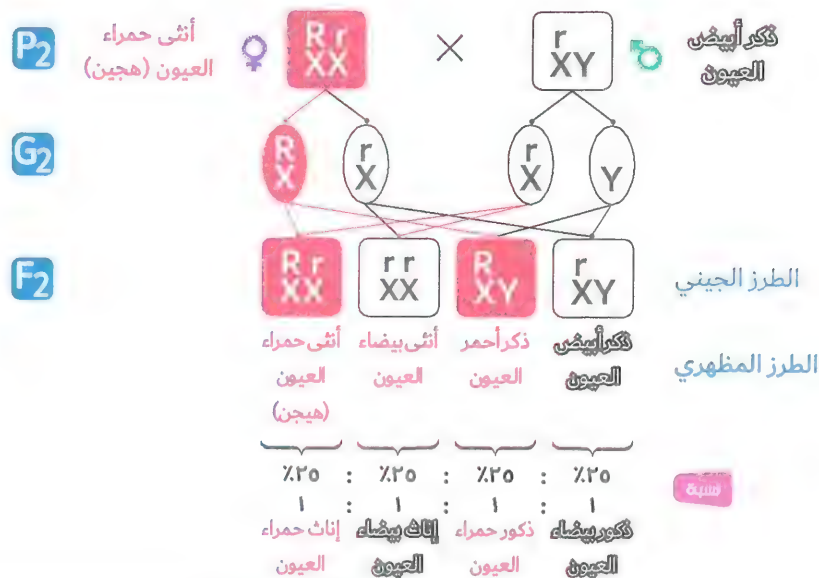 P2
أنثى حمراء
العيون (هجين)
♀
R r
XX
×
r
XY
♂
ذكر أبيض
العيون
G2
R
X
r
X
r
X
Y
F2
R r
XX
r r
XX
R
XY
r
XY
الطرز الجيني
أنثى حمراء
العيون
(هيجن)
أنثى بيضاء
العيون
ذكر أحمر
العيون
ذكر أبيض
العيون
الطرز المظهري
٢٥٪ : ٢٥٪ : ٢٥٪ : ٢٥٪
١ : ١ : ١ : ١
نسبة
إناث حمراء
العيون
إناث بيضاء
العيون
ذكور حمراء
العيون
ذكور بيضاء
العيون